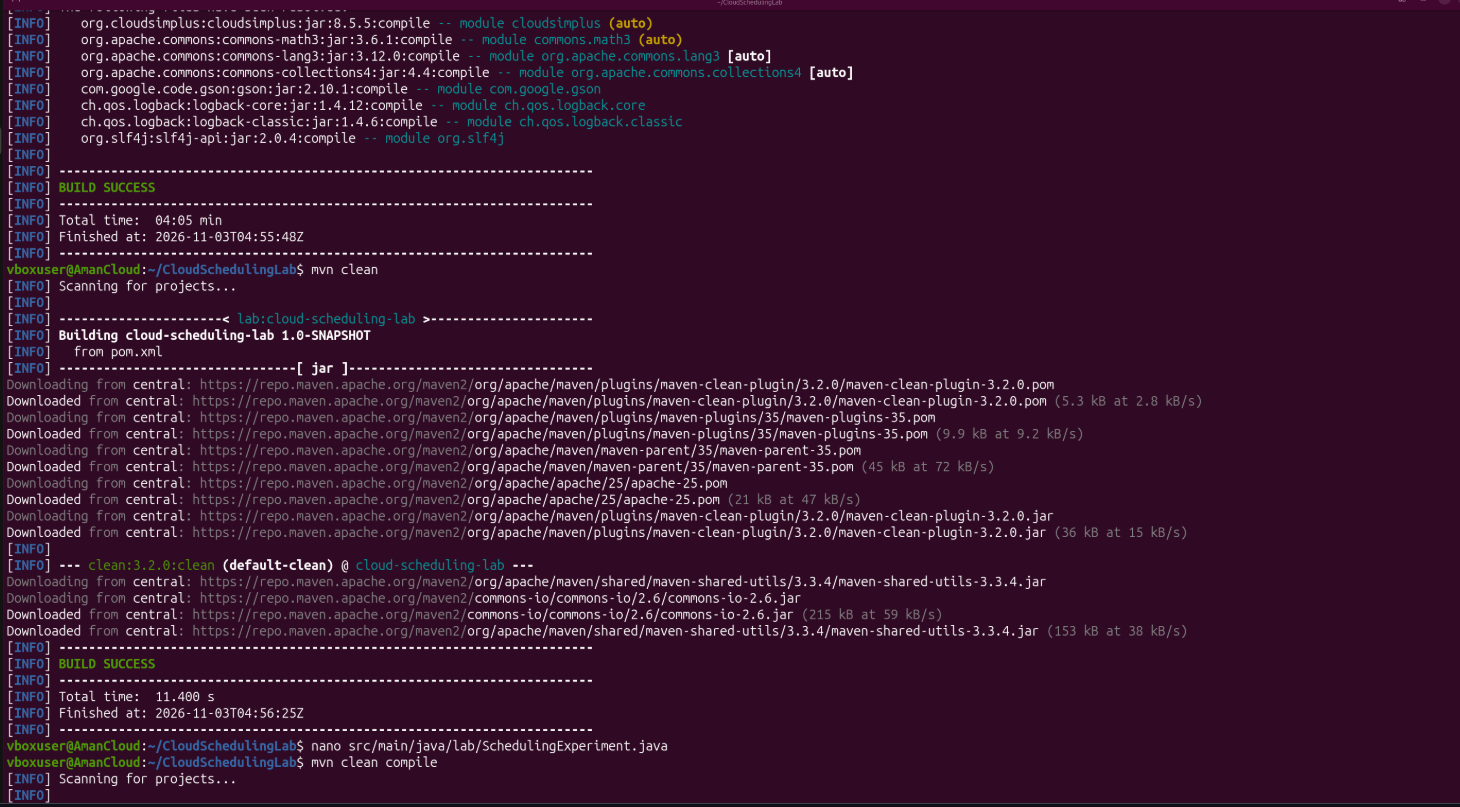 ~/CloudSchedulingLab
[INFO] The following files have been resolved:
[INFO]    org.cloudsimplus:cloudsimplus:jar:8.5.5:compile -- module cloudsimplus (auto)
[INFO]    org.apache.commons:commons-math3:jar:3.6.1:compile -- module commons.math3 (auto)
[INFO]    org.apache.commons:commons-lang3:jar:3.12.0:compile -- module org.apache.commons.lang3 [auto]
[INFO]    org.apache.commons:commons-collections4:jar:4.4:compile -- module org.apache.commons.collections4 [auto]
[INFO]    com.google.code.gson:gson:jar:2.10.1:compile -- module com.google.gson
[INFO]    ch.qos.logback:logback-core:jar:1.4.12:compile -- module ch.qos.logback.core
[INFO]    ch.qos.logback:logback-classic:jar:1.4.6:compile -- module ch.qos.logback.classic
[INFO]    org.slf4j:slf4j-api:jar:2.0.4:compile -- module org.slf4j
[INFO]
[INFO] ------------------------------------------------------------------------
[INFO] BUILD SUCCESS
[INFO] ------------------------------------------------------------------------
[INFO] Total time:  04:05 min
[INFO] Finished at: 2026-11-03T04:55:48Z
[INFO] ------------------------------------------------------------------------
vboxuser@AmanCloud:~/CloudSchedulingLab$ mvn clean
[INFO] Scanning for projects...
[INFO]
[INFO] ----------------------< lab:cloud-scheduling-lab >----------------------
[INFO] Building cloud-scheduling-lab 1.0-SNAPSHOT
[INFO]   from pom.xml
[INFO] --------------------------------[ jar ]---------------------------------
Downloading from central: https://repo.maven.apache.org/maven2/org/apache/maven/plugins/maven-clean-plugin/3.2.0/maven-clean-plugin-3.2.0.pom
Downloaded from central: https://repo.maven.apache.org/maven2/org/apache/maven/plugins/maven-clean-plugin/3.2.0/maven-clean-plugin-3.2.0.pom (5.3 kB at 2.8 kB/s)
Downloading from central: https://repo.maven.apache.org/maven2/org/apache/maven/plugins/maven-plugins/35/maven-plugins-35.pom
Downloaded from central: https://repo.maven.apache.org/maven2/org/apache/maven/plugins/maven-plugins/35/maven-plugins-35.pom (9.9 kB at 9.2 kB/s)
Downloading from central: https://repo.maven.apache.org/maven2/org/apache/maven/maven-parent/35/maven-parent-35.pom
Downloaded from central: https://repo.maven.apache.org/maven2/org/apache/maven/maven-parent/35/maven-parent-35.pom (45 kB at 72 kB/s)
Downloading from central: https://repo.maven.apache.org/maven2/org/apache/apache/25/apache-25.pom
Downloaded from central: https://repo.maven.apache.org/maven2/org/apache/apache/25/apache-25.pom (21 kB at 47 kB/s)
Downloading from central: https://repo.maven.apache.org/maven2/org/apache/maven/plugins/maven-clean-plugin/3.2.0/maven-clean-plugin-3.2.0.jar
Downloaded from central: https://repo.maven.apache.org/maven2/org/apache/maven/plugins/maven-clean-plugin/3.2.0/maven-clean-plugin-3.2.0.jar (36 kB at 15 kB/s)
[INFO]
[INFO] --- clean:3.2.0:clean (default-clean) @ cloud-scheduling-lab ---
Downloading from central: https://repo.maven.apache.org/maven2/org/apache/maven/shared/maven-shared-utils/3.3.4/maven-shared-utils-3.3.4.jar
Downloading from central: https://repo.maven.apache.org/maven2/commons-io/commons-io/2.6/commons-io-2.6.jar
Downloaded from central: https://repo.maven.apache.org/maven2/commons-io/commons-io/2.6/commons-io-2.6.jar (215 kB at 59 kB/s)
Downloaded from central: https://repo.maven.apache.org/maven2/org/apache/maven/shared/maven-shared-utils/3.3.4/maven-shared-utils-3.3.4.jar (153 kB at 38 kB/s)
[INFO] ------------------------------------------------------------------------
[INFO] BUILD SUCCESS
[INFO] ------------------------------------------------------------------------
[INFO] Total time:  11.400 s
[INFO] Finished at: 2026-11-03T04:56:25Z
[INFO] ------------------------------------------------------------------------
vboxuser@AmanCloud:~/CloudSchedulingLab$ nano src/main/java/lab/SchedulingExperiment.java
vboxuser@AmanCloud:~/CloudSchedulingLab$ mvn clean compile
[INFO] Scanning for projects...
[INFO]